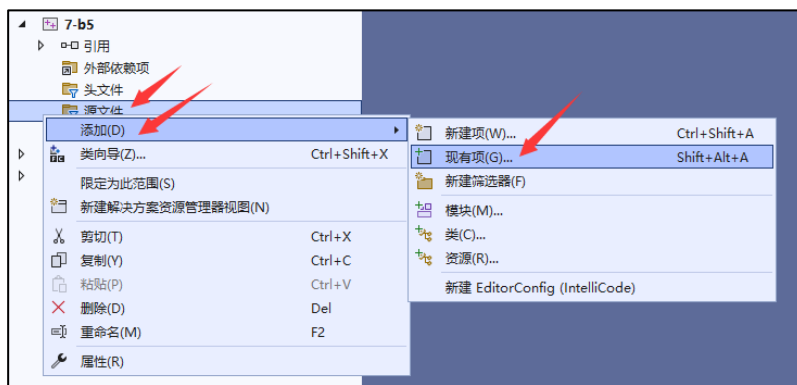 7-b5
引用
外部依赖项
头文件
源文件
添加(D)
类向导(Z)... Ctrl+Shift+X
限定为此范围(S)
新建解决方案资源管理器视图(N)
剪切(T) Ctrl+X
复制(Y) Ctrl+C
粘贴(P) Ctrl+V
删除(D) Del
重命名(M) F2
属性(R)
新建项(W)... Ctrl+Shift+A
现有项(G)... Shift+Alt+A
新建筛选器(F)
模块(M)...
类(C)...
资源(R)...
新建 EditorConfig (IntelliCode)